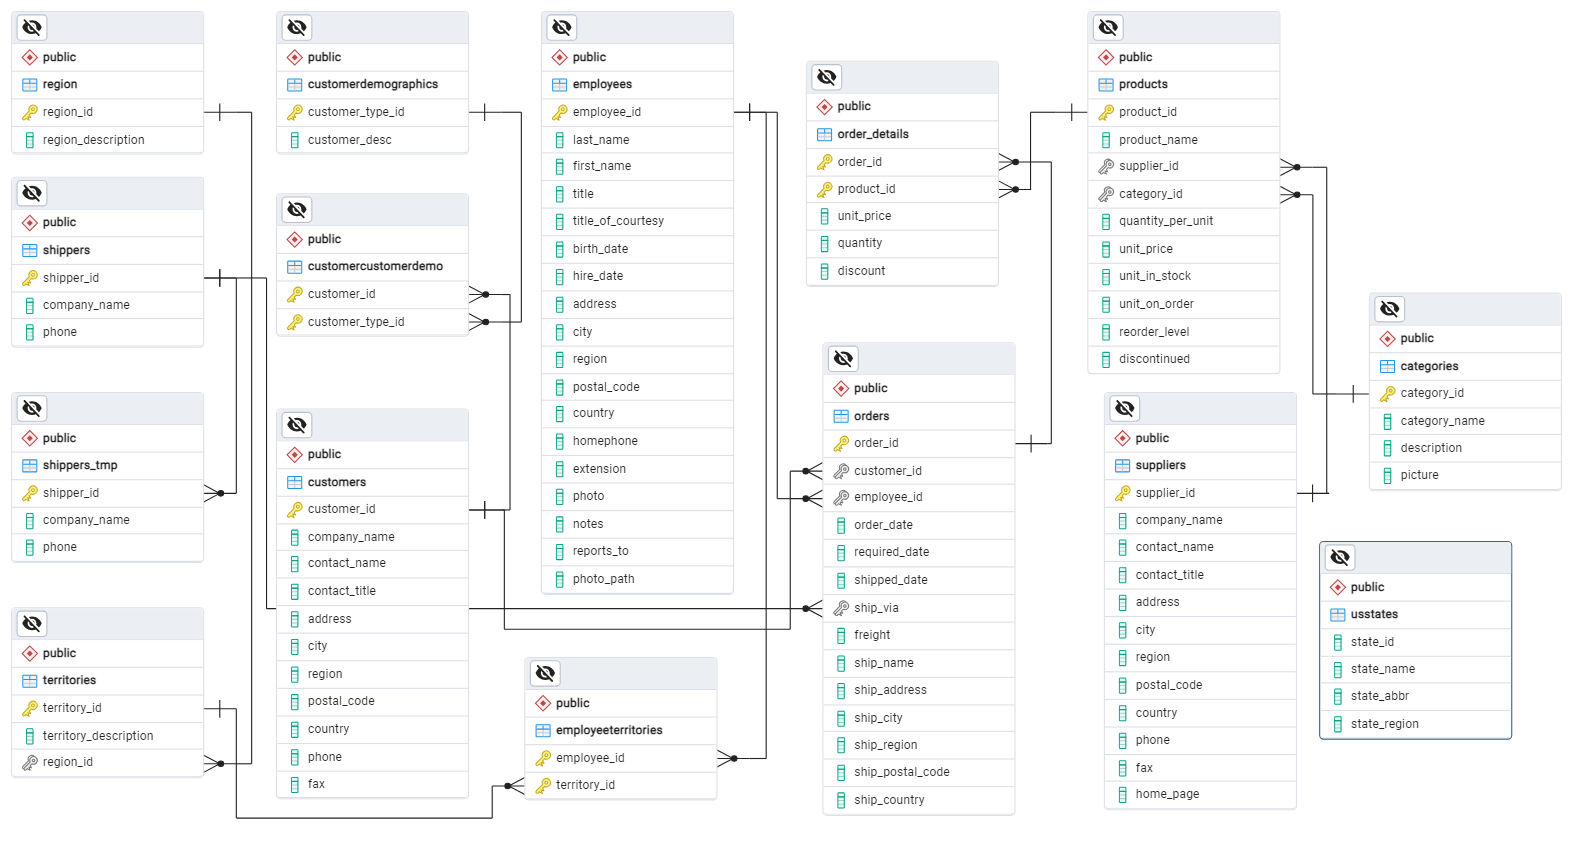 public
region
region_id
region_description
public
shippers
shipper_id
company_name
phone
public
shippers_tmp
shipper_id
company_name
phone
public
territories
territory_id
territory_description
region_id
public
customerdemographics
customer_type_id
customer_desc
public
customercustomerdemo
customer_id
customer_type_id
public
customers
customer_id
company_name
contact_name
contact_title
address
city
region
postal_code
country
phone
fax
public
employees
employee_id
last_name
first_name
title
title_of_courtesy
birth_date
hire_date
address
city
region
postal_code
country
homephone
extension
photo
notes
reports_to
photo_path
public
employeeterritories
employee_id
territory_id
public
order_details
order_id
product_id
unit_price
quantity
discount
public
orders
order_id
customer_id
employee_id
order_date
required_date
shipped_date
ship_via
freight
ship_name
ship_address
ship_city
ship_region
ship_postal_code
ship_country
public
products
product_id
product_name
supplier_id
category_id
quantity_per_unit
unit_price
unit_in_stock
unit_on_order
reorder_level
discontinued
public
suppliers
supplier_id
company_name
contact_name
contact_title
address
city
region
postal_code
country
phone
fax
home_page
public
categories
category_id
category_name
description
picture
public
usstates
state_id
state_name
state_abbr
state_region